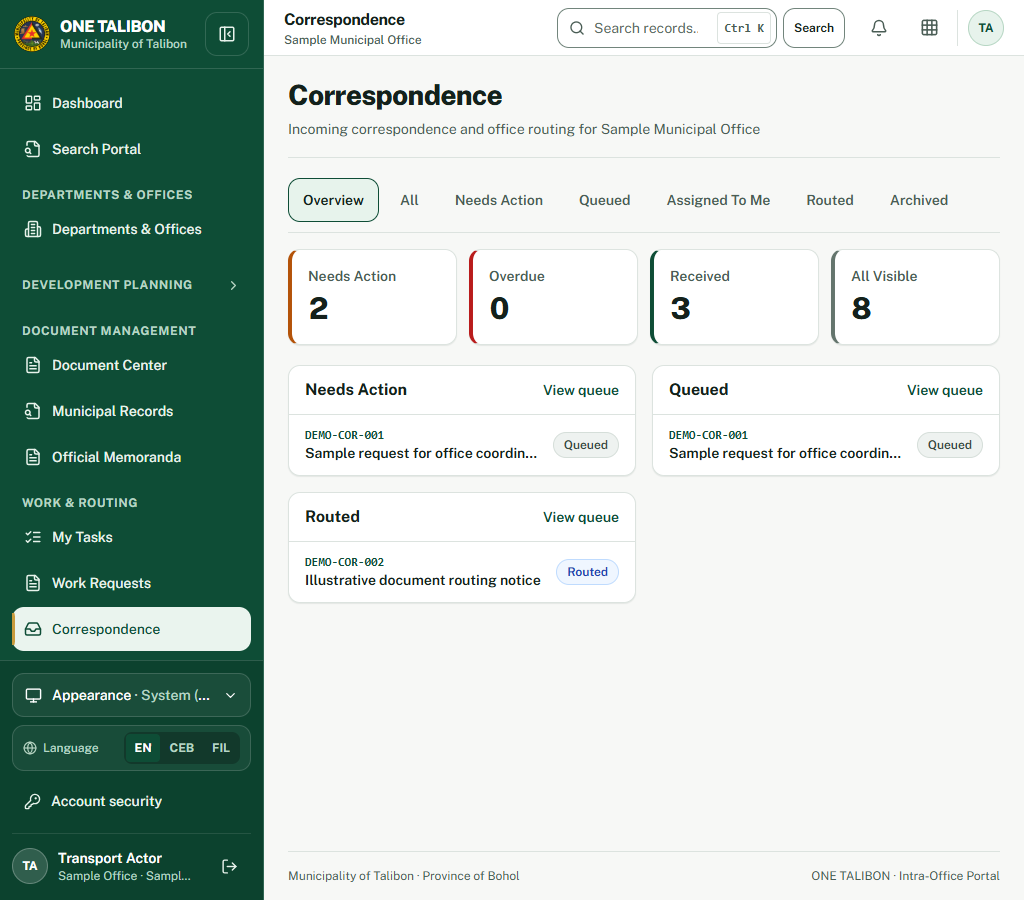 ONE TALIBON
Municipality of Talibon
Dashboard
Search Portal
DEPARTMENTS & OFFICES
Departments & Offices
DEVELOPMENT PLANNING
DOCUMENT MANAGEMENT
Document Center
Municipal Records
Official Memoranda
WORK & ROUTING
My Tasks
Work Requests
Correspondence
Appearance · System (...
Language EN CEB FIL
Account security
TA
Transport Actor
Sample Office · Sampl...
Correspondence
Sample Municipal Office
Search records.. Ctrl K Search TA
Correspondence
Incoming correspondence and office routing for Sample Municipal Office
Overview All Needs Action Queued Assigned To Me Routed Archived
Needs Action
2
Overdue
0
Received
3
All Visible
8
Needs Action View queue
DEMO-COR-001
Sample request for office coordin... Queued
Queued View queue
DEMO-COR-001
Sample request for office coordin... Queued
Routed View queue
DEMO-COR-002
Illustrative document routing notice Routed
Municipality of Talibon · Province of Bohol
ONE TALIBON · Intra-Office Portal